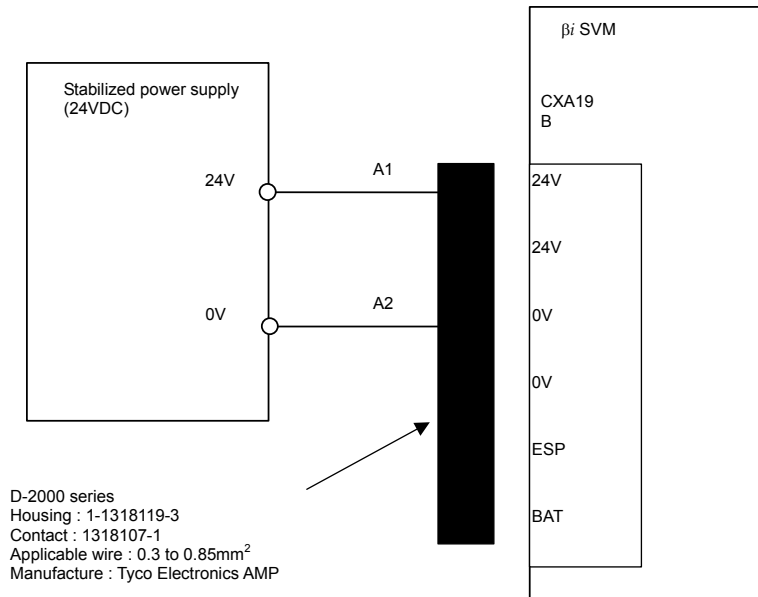 βi SVM
Stabilized power supply
(24VDC)
CXA19
B
24V
A1
24V
24V
0V
A2
0V
0V
ESP
BAT
D-2000 series
Housing : 1-1318119-3
Contact : 1318107-1
Applicable wire : 0.3 to 0.85mm²
Manufacture : Tyco Electronics AMP